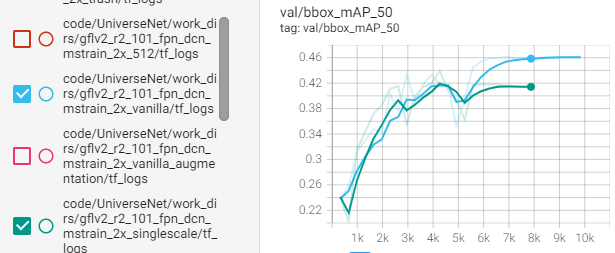 2x_trash/tf_logs
code/UniverseNet/work_di
rs/gflv2_r2_101_fpn_dcn_
mstrain_2x_512/tf_logs
code/UniverseNet/work_di
rs/gflv2_r2_101_fpn_dcn_
mstrain_2x_vanilla/tf_logs
code/UniverseNet/work_di
rs/gflv2_r2_101_fpn_dcn_
mstrain_2x_vanilla_augme
ntation/tf_logs
code/UniverseNet/work_di
rs/gflv2_r2_101_fpn_dcn_
mstrain_2x_singlescale/tf_
logs
val/bbox_mAP_50
tag: val/bbox_mAP_50
0.46
0.42
0.38
0.34
0.3
0.26
0.22
1k 2k 3k 4k 5k 6k 7k 8k 9k 10k